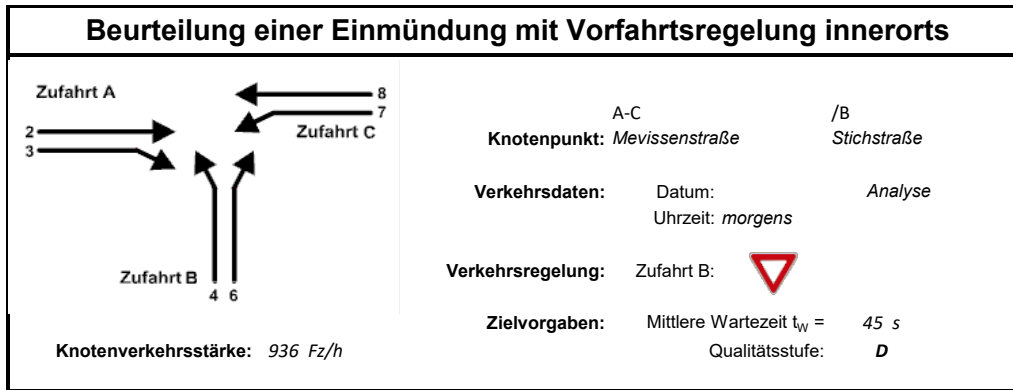 Beurteilung einer Einmündung mit Vorfahrtsregelung innerorts
Zufahrt A
8
7
2
3
Zufahrt C
Zufahrt B
4 6
A-C /B
Knotenpunkt: Mevissenstraße Stichstraße
Verkehrsdaten: Datum: Analyse
Uhrzeit: morgens
Verkehrsregelung: Zufahrt B:
Zielvorgaben: Mittlere Wartezeit tW = 45 s
Knotenverkehrsstärke: 936 Fz/h
Qualitätsstufe: D